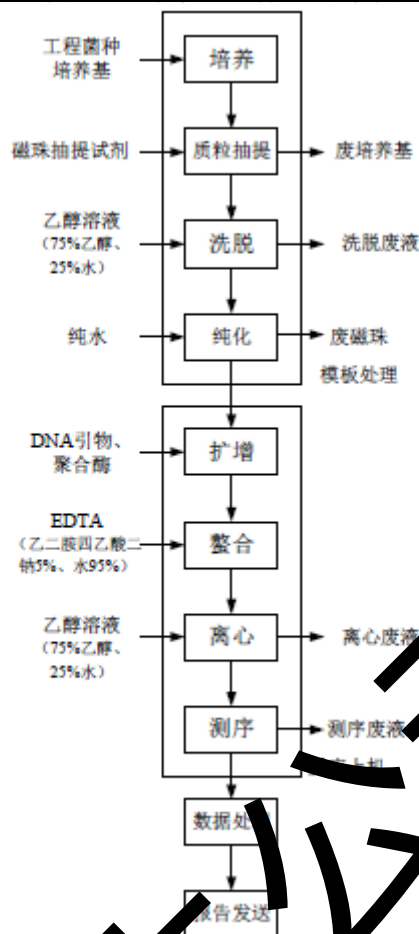 工程菌种
培养基
培养
磁珠抽提试剂
质粒抽提
废培养基
乙醇溶液
（75%乙醇、
25%水）
洗脱
洗脱废液
纯水
纯化
废磁珠
模板处理
DNA引物、
聚合酶
扩增
EDTA
（乙二胺四乙酸二
钠5%、水95%）
螯合
乙醇溶液
（75%乙醇、
25%水）
离心
离心废液
测序
测序废液
数据处
报告发送